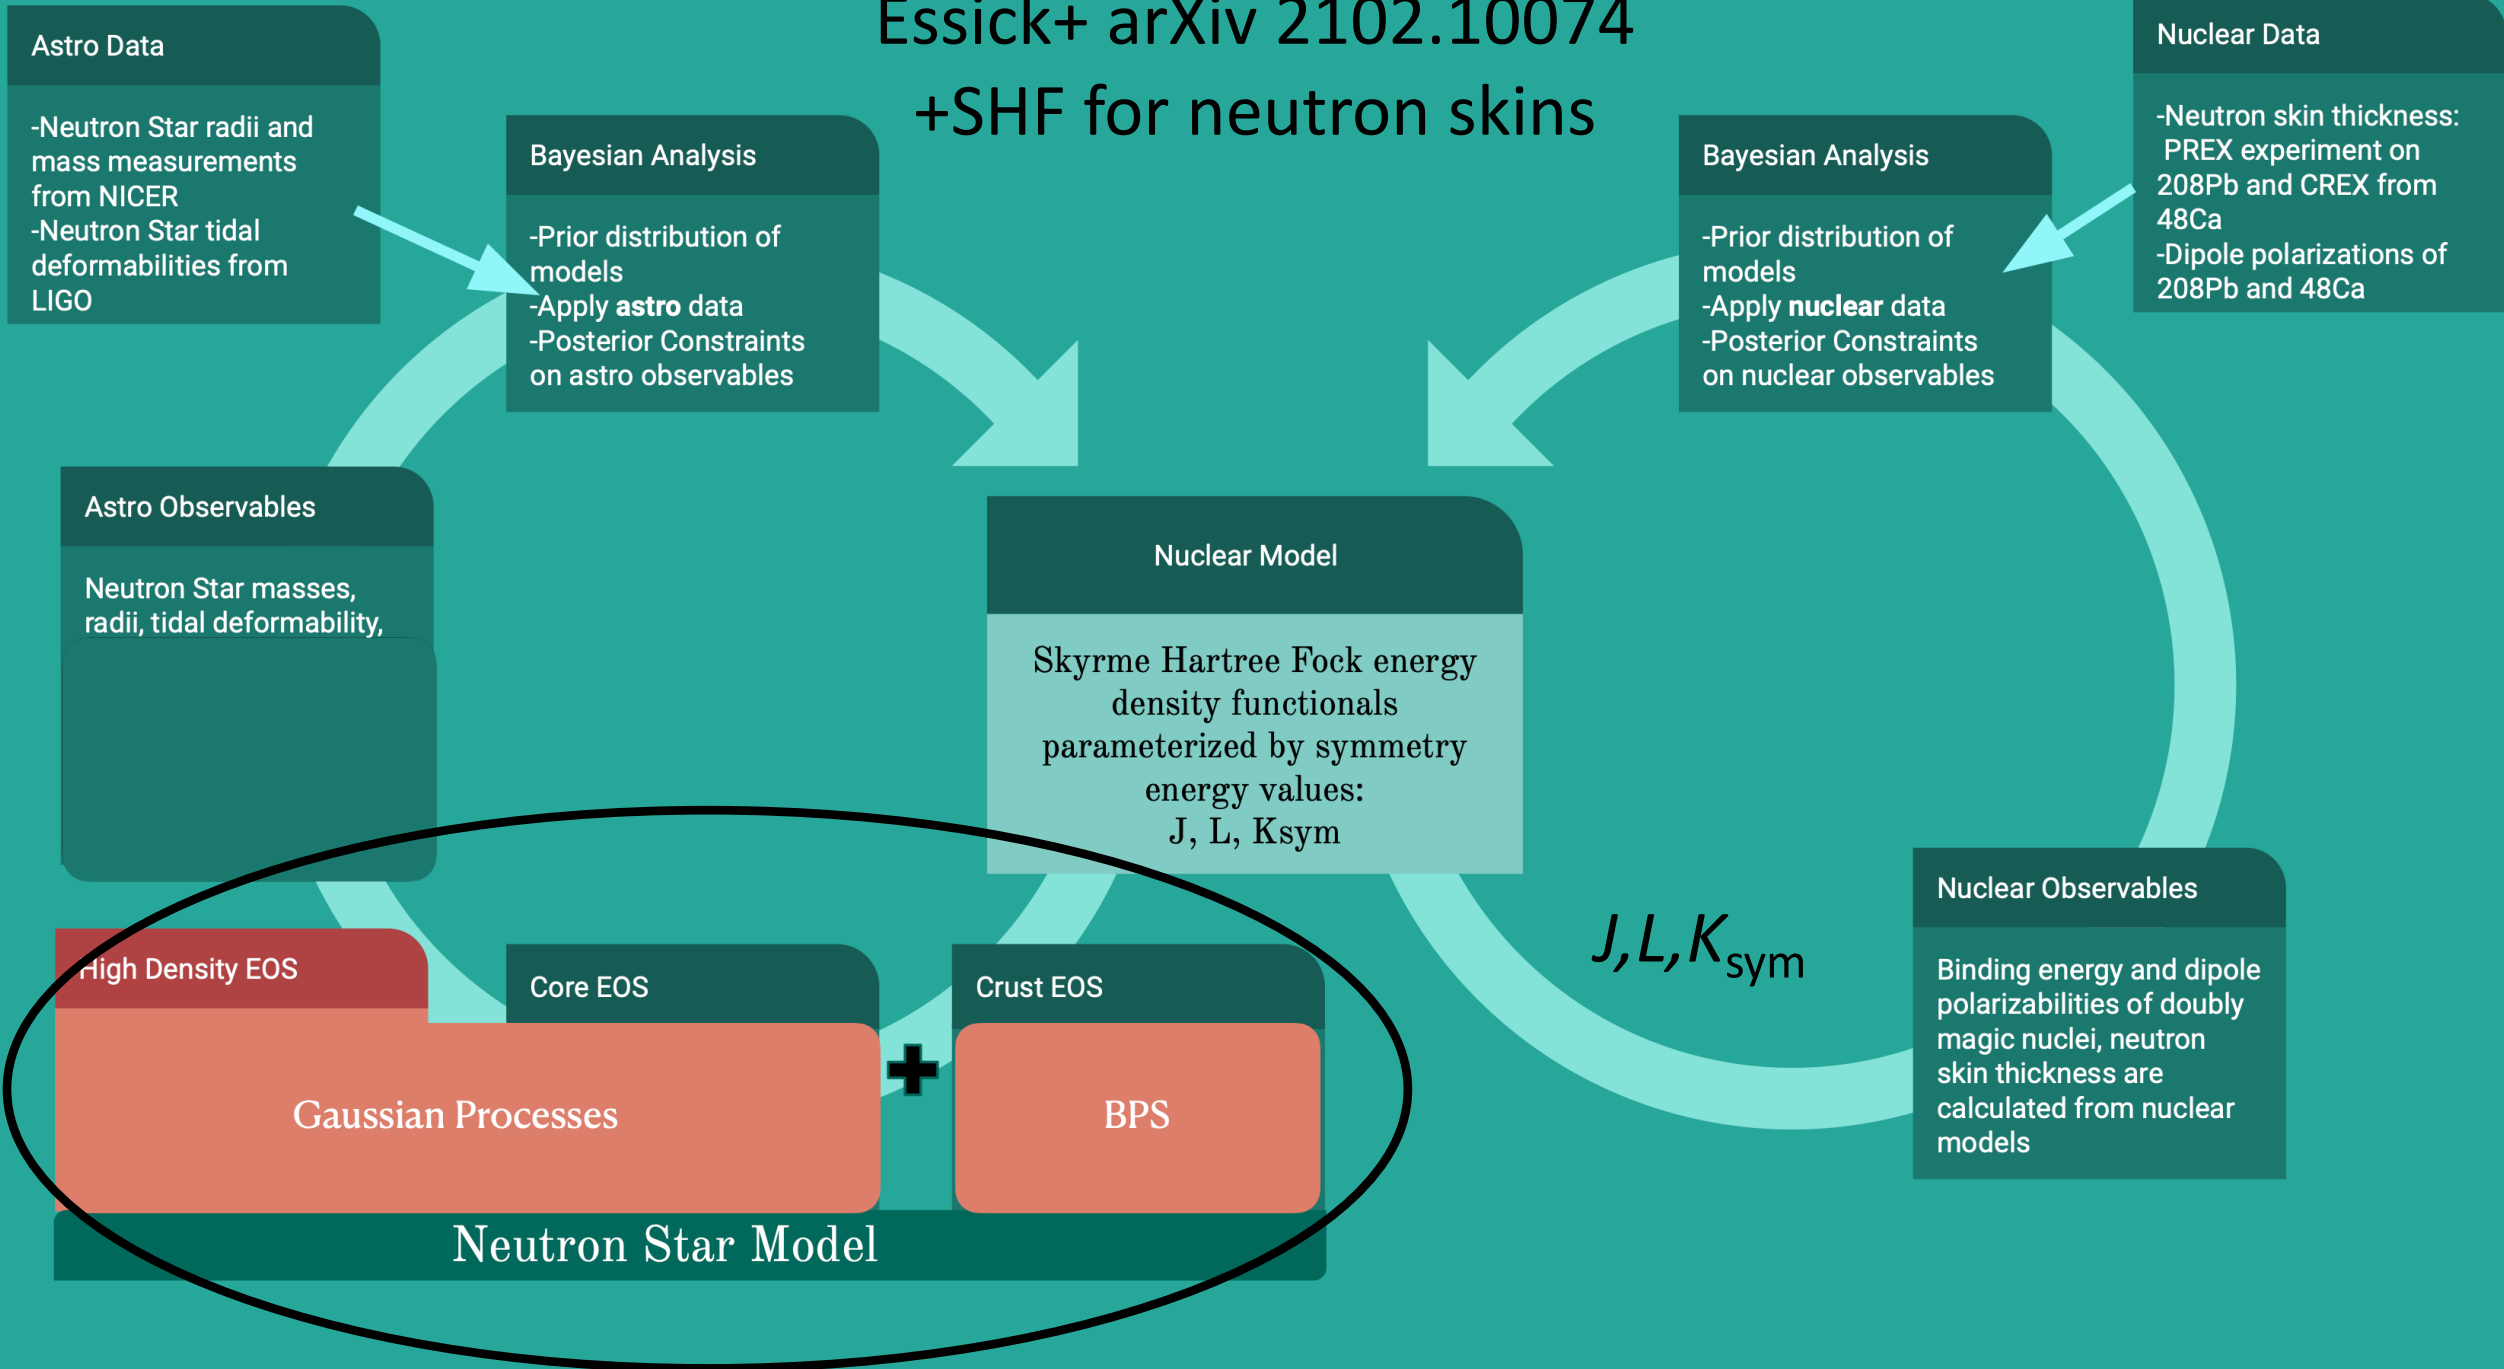 Essick+ arXiv 2102.10074
+SHF for neutron skins
Astro Data
-Neutron Star radii and
mass measurements
from NICER
-Neutron Star tidal
deformabilities from
LIGO
Bayesian Analysis
-Prior distribution of
models
-Apply astro data
-Posterior Constraints
on astro observables
Bayesian Analysis
-Prior distribution of
models
-Apply nuclear data
-Posterior Constraints
on nuclear observables
Nuclear Data
-Neutron skin thickness:
PREX experiment on
208Pb and CREX from
48Ca
-Dipole polarizations of
208Pb and 48Ca
Astro Observables
Neutron Star masses,
radii, tidal deformability,
Nuclear Model
Skyrme Hartree Fock energy
density functionals
parameterized by symmetry
energy values:
J, L, Ksym
J,L,Ksym
Nuclear Observables
Binding energy and dipole
polarizabilities of doubly
magic nuclei, neutron
skin thickness are
calculated from nuclear
models
High Density EOS
Core EOS
Crust EOS
Gaussian Processes
BPS
Neutron Star Model